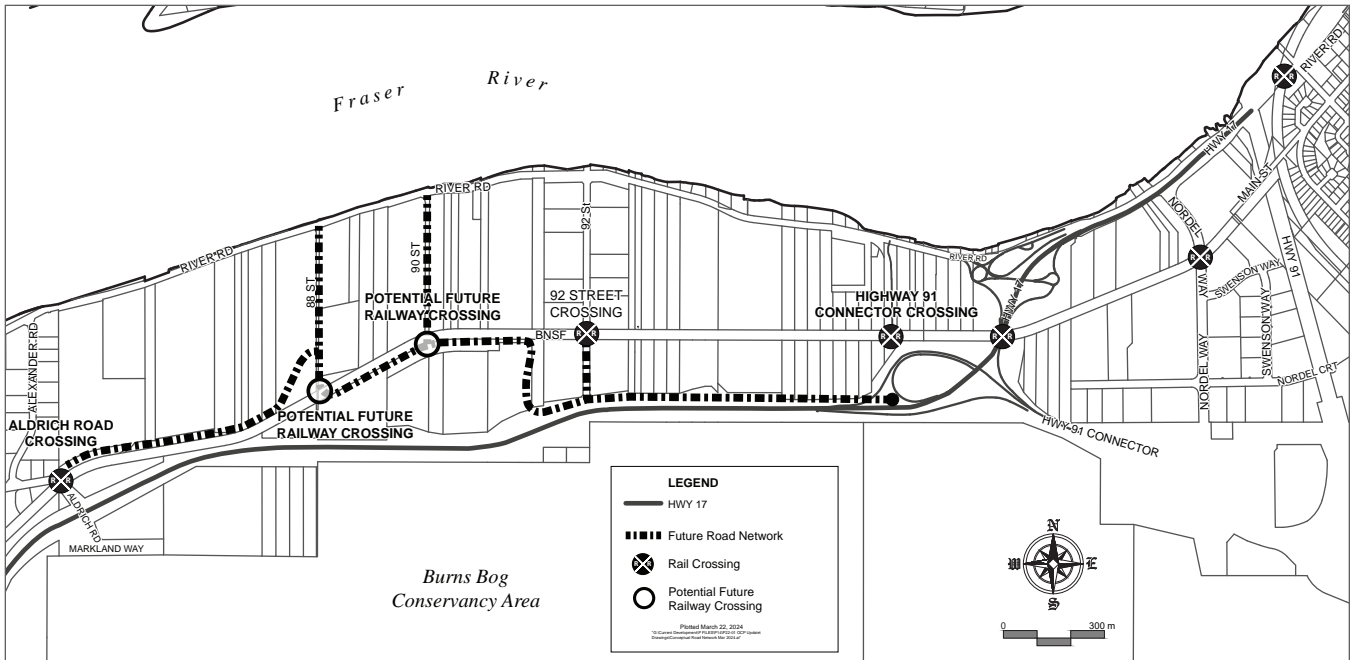 Fraser River
RIVER RD
HWY 17
MAIN ST
NORDEL
WAY
HWY 91
SWENSON WAY
SWENSON WAY
NORDEL WAY
NORDEL CRT
RIVER RD
92 St
90 ST
RIVER RD
88 ST
RIVER RD
HWY 17
POTENTIAL FUTURE
RAILWAY CROSSING
92 STREET
CROSSING
BNSF
HIGHWAY 91
CONNECTOR CROSSING
ALEXANDER RD
ALDRICH ROAD
CROSSING
POTENTIAL FUTURE
RAILWAY CROSSING
HWY 91 CONNECTOR
ALDRICH RD
MARKLAND WAY
Burns Bog
Conservancy Area
LEGEND
HWY 17
Future Road Network
R R
Rail Crossing
Potential Future
Railway Crossing
Plotted March 22, 2024
N
W E
S
0 300 m